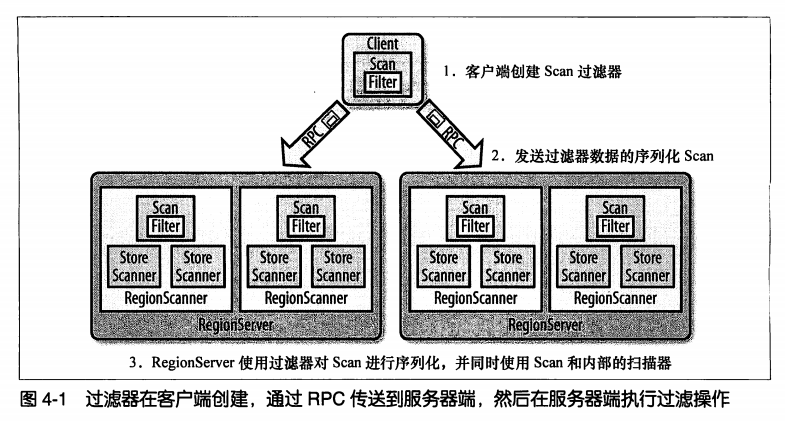 Client
Scan
Filter
1. 客户端创建 Scan 过滤器
RPC
RPC
2. 发送过滤器数据的序列化 Scan
Scan
Filter
Store Scanner
Store Scanner
RegionScanner
Scan
Filter
Store Scanner
Store Scanner
RegionScanner
RegionServer
Scan
Filter
Store Scanner
Store Scanner
RegionScanner
Scan
Filter
Store Scanner
Store Scanner
RegionScanner
RegionServer
3. RegionServer 使用过滤器对 Scan 进行序列化，并同时使用 Scan 和内部的扫描器
图 4-1 过滤器在客户端创建，通过 RPC 传送到服务器端，然后在服务器端执行过滤操作